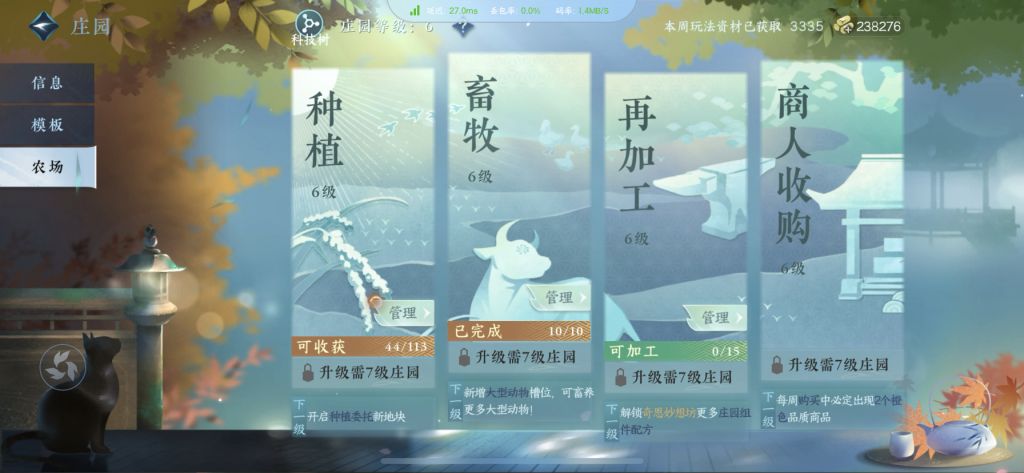 延迟: 27.0ms 丢包率: 0.0% 码率: 1.4MB/S
庄园
科技树
庄园等级: 6
?
本周玩法资材已获取 3335
238276
信息
模板
农场
种植
6级
管理
可收获 44/113
升级需7级庄园
下一级
开启种植委托新地块
畜牧
6级
管理
已完成 10/10
升级需7级庄园
下一级
新增大型动物槽位，可畜养
更多大型动物!
再加工
6级
管理
可加工 0/15
升级需7级庄园
下一级
解锁奇思妙想坊更多庄园组
件配方
商人收购
6级
升级需7级庄园
下一级
每周购买中必定出现2个橙
色品质商品